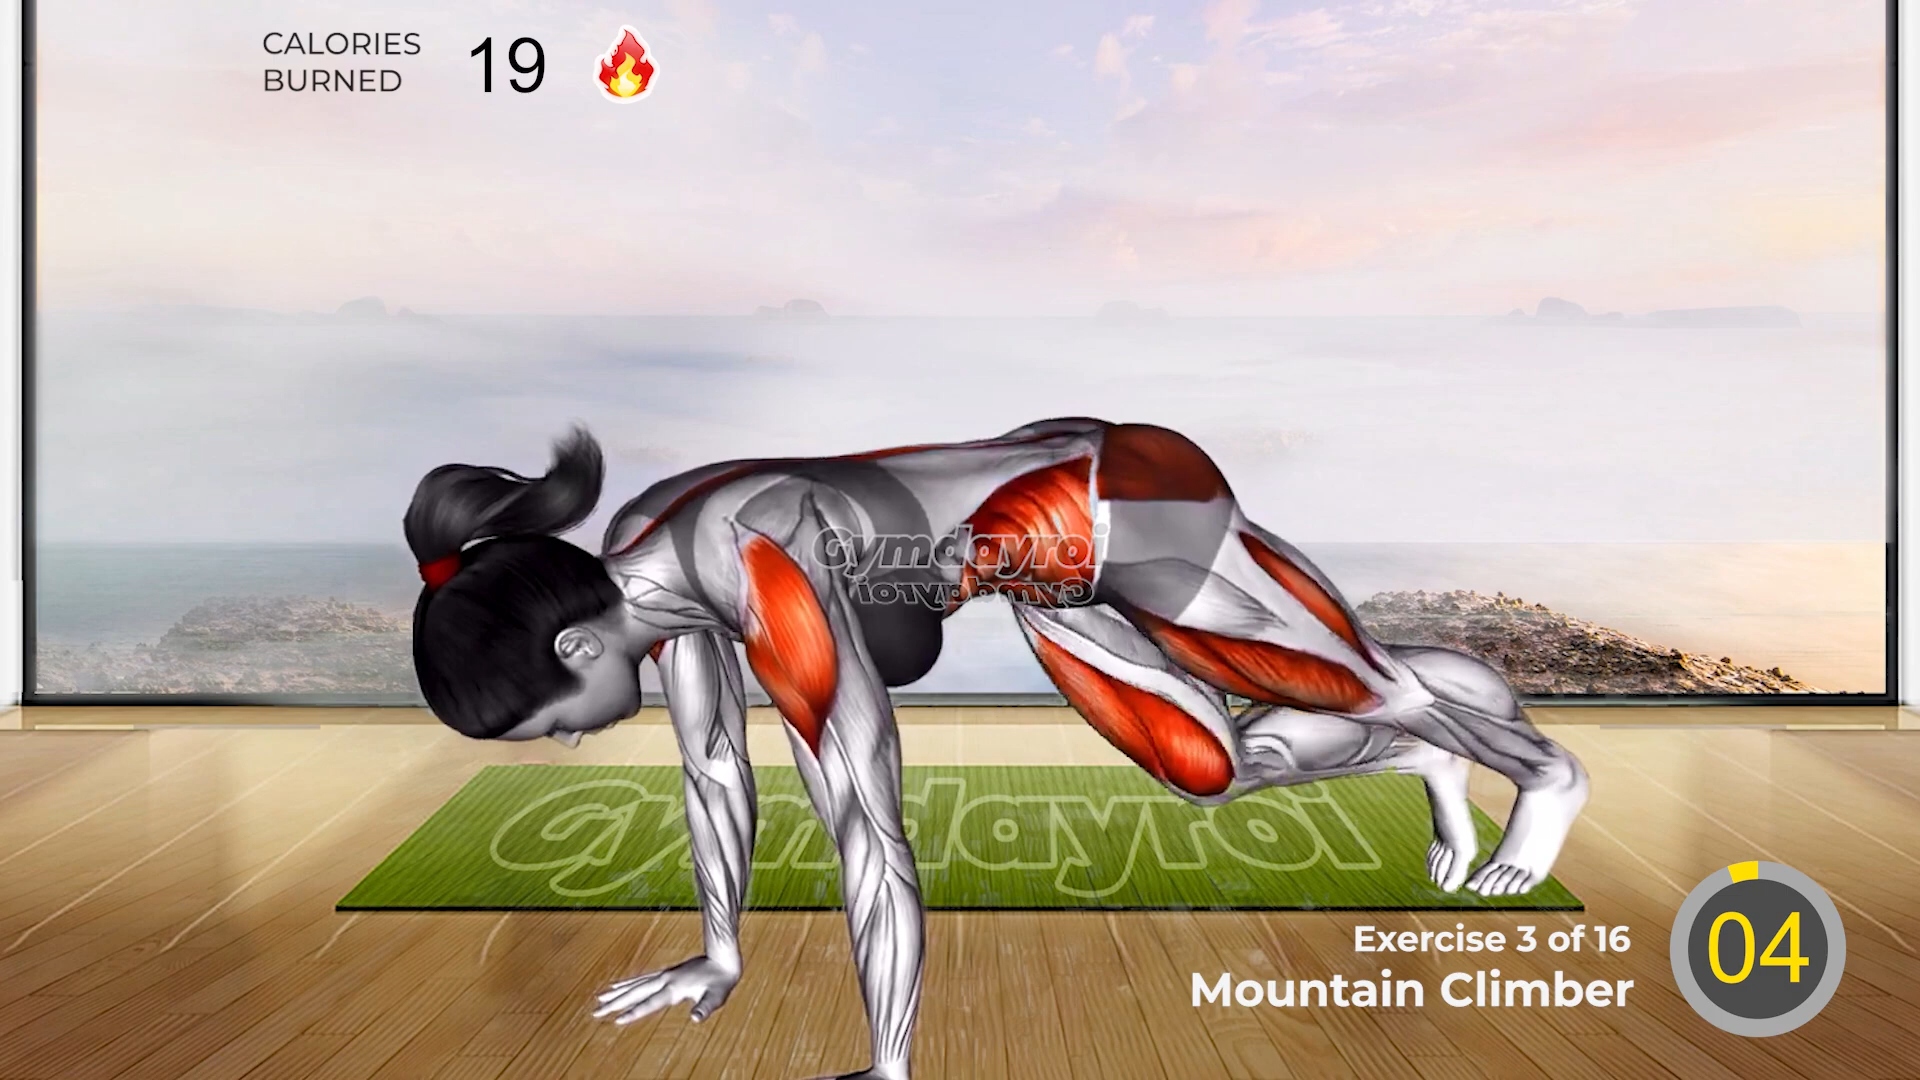 CALORIES
BURNED
19
Gymdayroi
Gymdayroi
Gymdayroi
Exercise 3 of 16
Mountain Climber
04